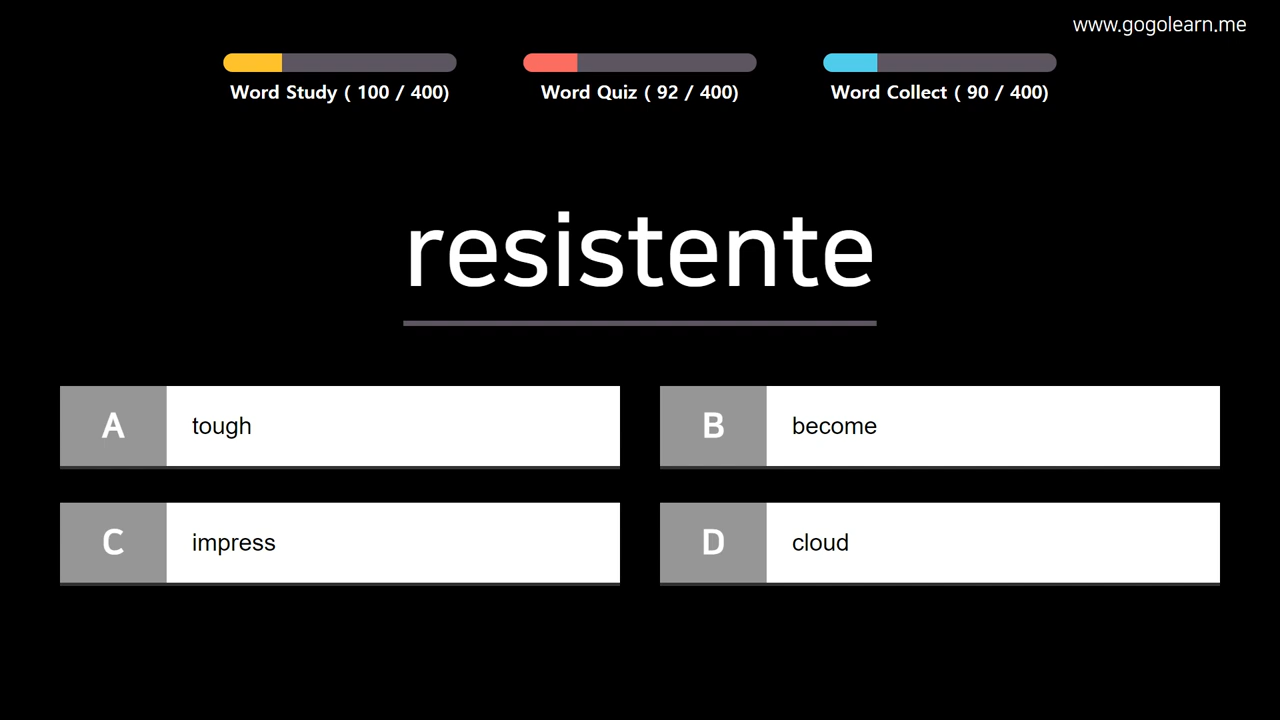 www.gogolearn.me
Word Study ( 100 / 400)
Word Quiz ( 92 / 400)
Word Collect ( 90 / 400)
resistente
A
tough
B
become
C
impress
D
cloud